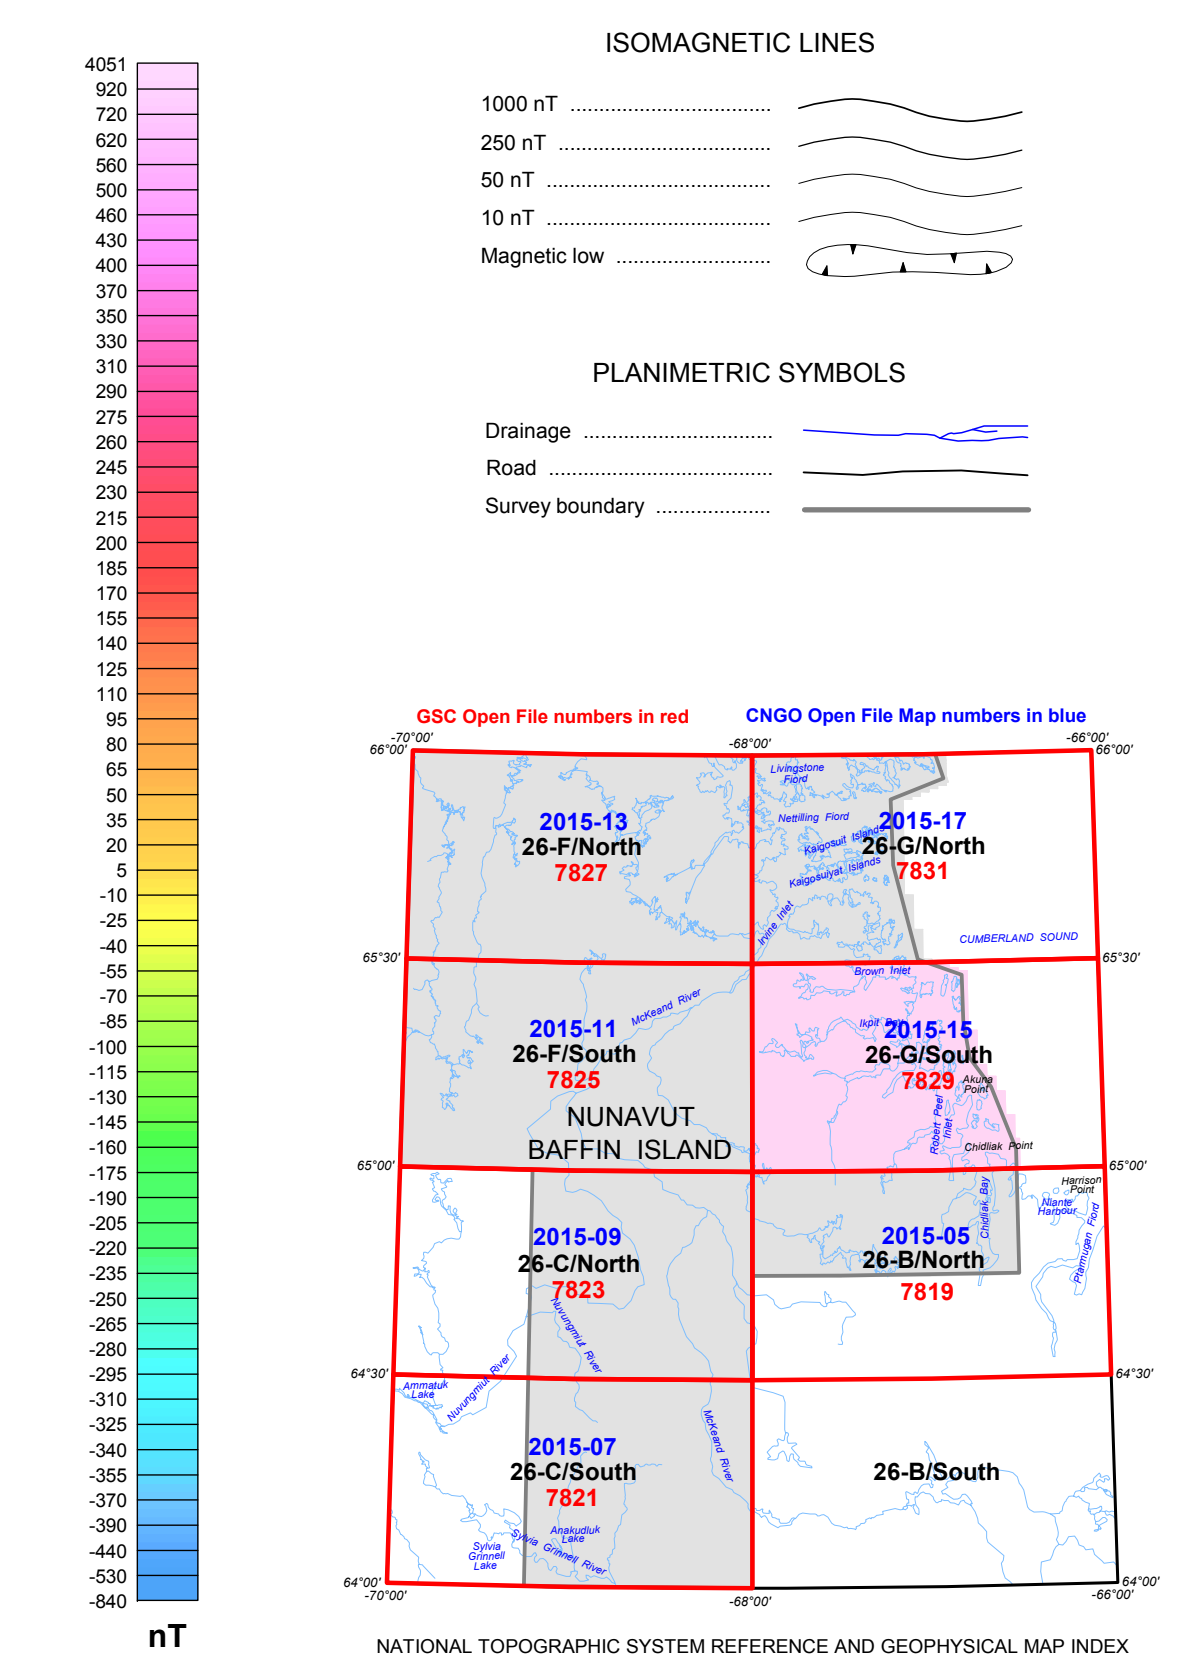 4051
920
720
620
560
500
460
430
400
370
350
330
310
290
275
260
245
230
215
200
185
170
155
140
125
110
95
80
65
50
35
20
5
-10
-25
-40
-55
-70
-85
-100
-115
-130
-145
-160
-175
-190
-205
-220
-235
-250
-265
-280
-295
-310
-325
-340
-355
-370
-390
-440
-530
-840
nT
ISOMAGNETIC LINES
1000 nT ....................................
250 nT ......................................
50 nT ........................................
10 nT ........................................
Magnetic low ...........................
PLANIMETRIC SYMBOLS
Drainage .................................
Road .......................................
Survey boundary ....................
GSC Open File numbers in red
CNGO Open File Map numbers in blue
-70°00'
-68°00'
-66°00'
66°00'
66°00'
Livingstone
Fiord
2015-13
26-F/North
7827
Nettilling Fiord
Kaigosuit Islands
Kaigosuiyat Islands
2015-17
26-G/North
7831
Irvine Inlet
CUMBERLAND SOUND
65°30'
65°30'
Brown Inlet
McKeand River
2015-11
26-F/South
7825
Ikpit Bay
2015-15
26-G/South
7829
Akuna
Point
Robert Peel
Inlet
NUNAVUT
BAFFIN ISLAND
Chidliak Point
65°00'
65°00'
Harrison
Point
Niante
Harbour
Chidliak Bay
Ptarmugan Fiord
2015-09
26-C/North
7823
2015-05
26-B/North
7819
Nuvungmiut River
Nuvungmiut River
64°30'
64°30'
Ammatuk
Lake
McKeand River
2015-07
26-C/South
7821
26-B/South
Anakudluk
Lake
Sylvia Grinnell River
Sylvia
Grinnell
Lake
64°00'
64°00'
-70°00'
-68°00'
-66°00'
NATIONAL TOPOGRAPHIC SYSTEM REFERENCE AND GEOPHYSICAL MAP INDEX